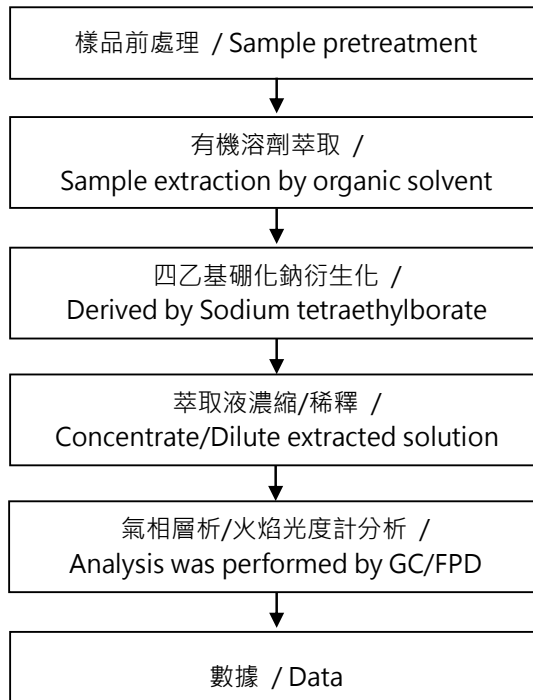 樣品前處理 / Sample pretreatment
有機溶劑萃取 /
Sample extraction by organic solvent
四乙基硼化鈉衍生化 /
Derived by Sodium tetraethylborate
萃取液濃縮/稀釋 /
Concentrate/Dilute extracted solution
氣相層析/火焰光度計分析 /
Analysis was performed by GC/FPD
數據 / Data